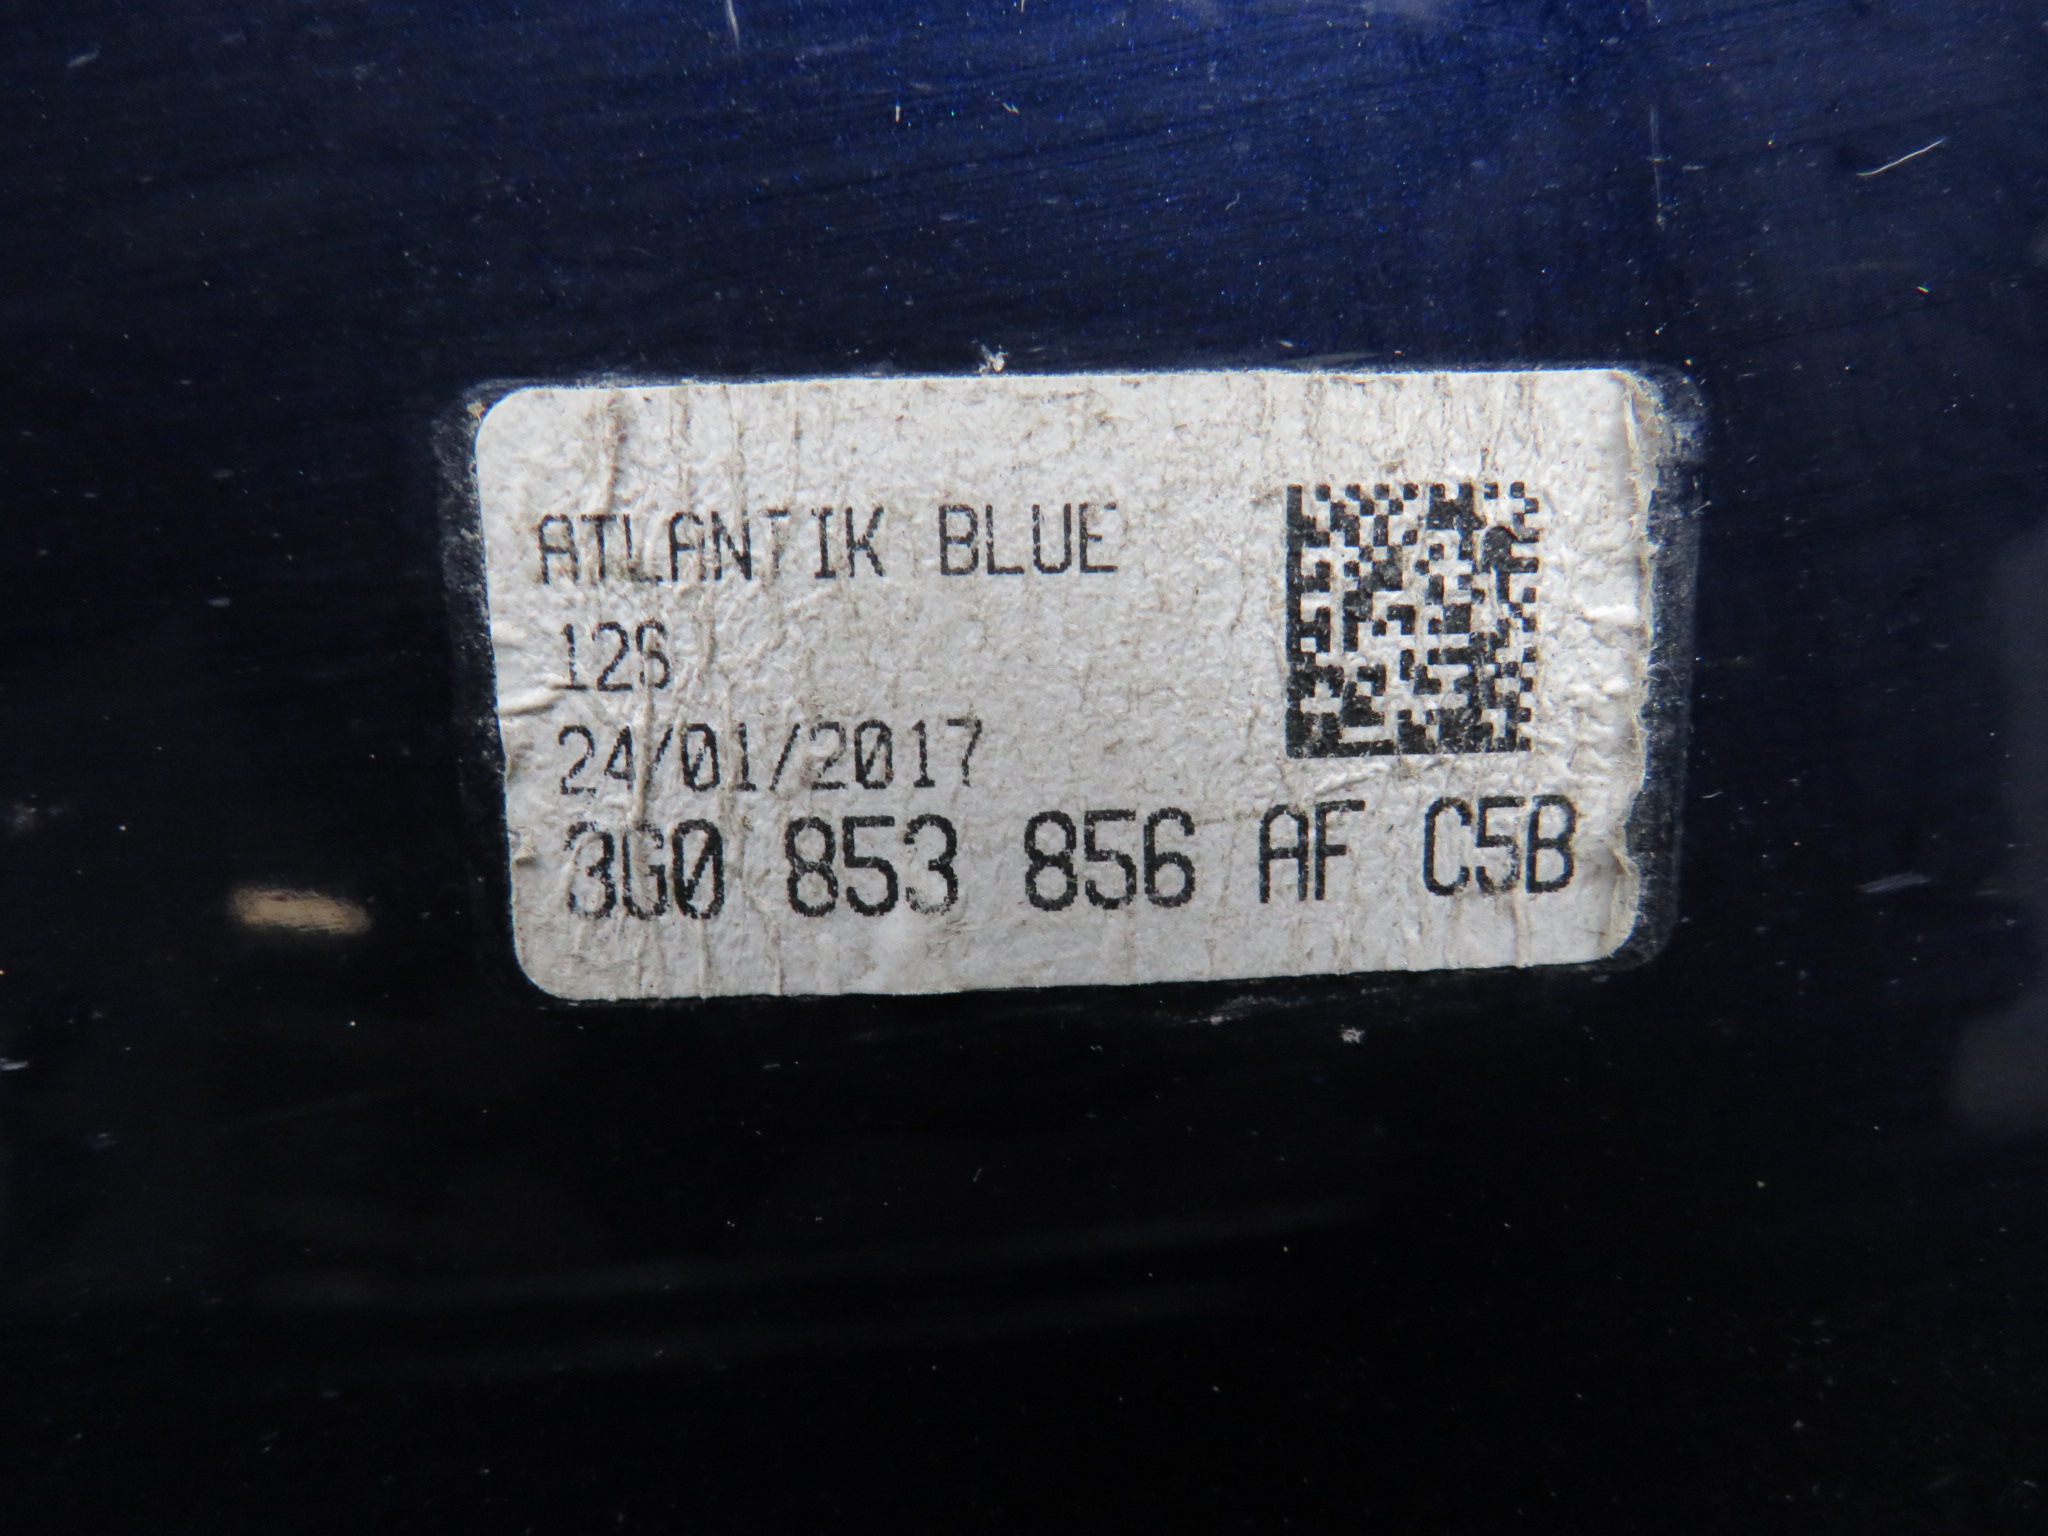 ATLANTIK BLUE
126
24/01/2017
3G0 853 856 AF C5B